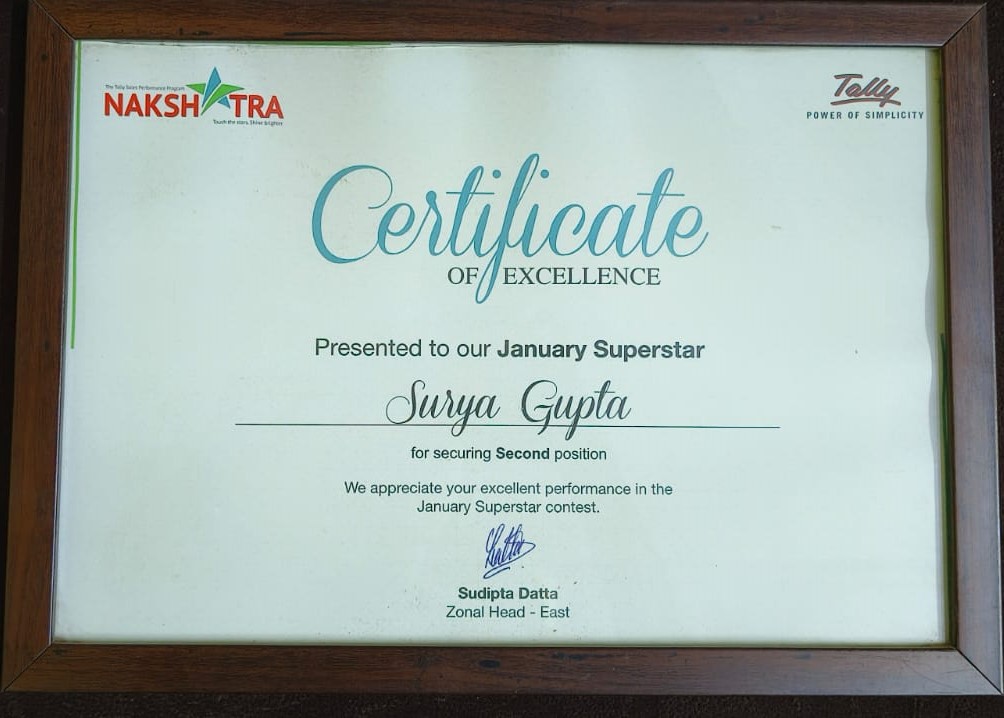 The Tally Sales Performance Program
NAKSHATRA
Touch the stars. Shine brighter.
Tally
POWER OF SIMPLICITY
Certificate
OF EXCELLENCE
Presented to our January Superstar
Surya Gupta
for securing Second position
We appreciate your excellent performance in the
January Superstar contest.
Datta
Sudipta Datta
Zonal Head - East